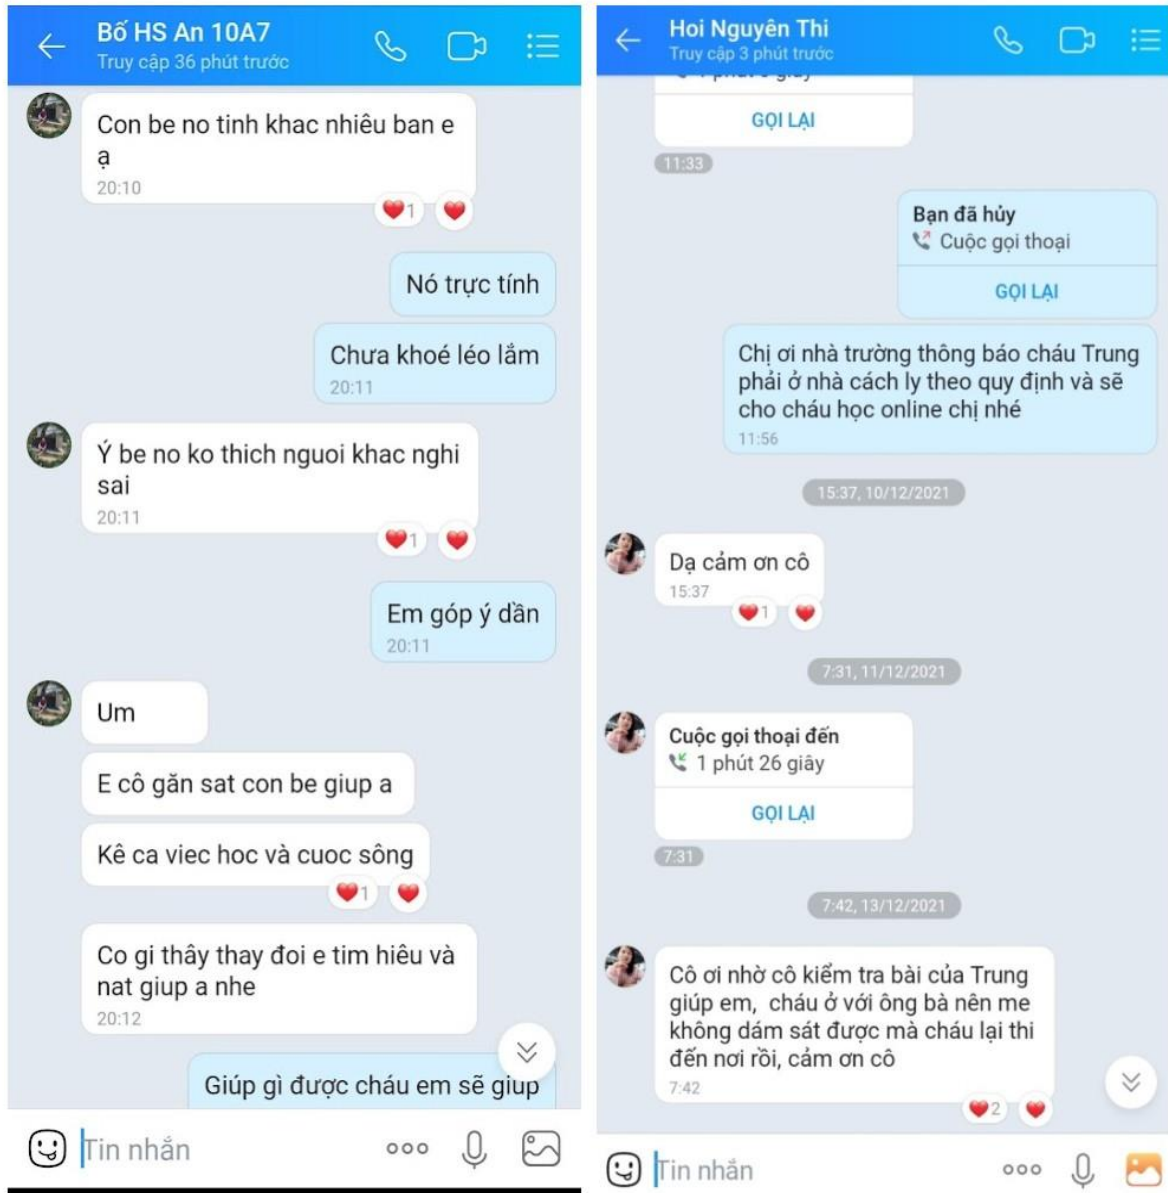 Bố HS An 10A7
Truy cập 36 phút trước
Con be no tinh khac nhiêu ban e
ạ
20:10
1
Nó trực tính
Chưa khoé léo lắm
20:11
Ý be no ko thich nguoi khac nghi
sai
20:11
1
Em góp ý dần
20:11
Um
E cô găn sat con be giup a
Kê ca viec hoc và cuoc sông
1
Co gi thây thay đoi e tim hiêu và
nat giup a nhe
20:12
Giúp gì được cháu em sẽ giup
Tin nhắn
Hoi Nguyên Thi
Truy cập 3 phút trước
GỌI LẠI
11:33
Bạn đã hủy
Cuộc gọi thoại
GỌI LẠI
Chị ơi nhà trường thông báo cháu Trung
phải ở nhà cách ly theo quy định và sẽ
cho cháu học online chị nhé
11:56
15:37, 10/12/2021
Dạ cảm ơn cô
15:37
1
7:31, 11/12/2021
Cuộc gọi thoại đến
1 phút 26 giây
GỌI LẠI
7:31
7:42, 13/12/2021
Cô ơi nhờ cô kiểm tra bài của Trung
giúp em, cháu ở với ông bà nên me
không dám sát được mà cháu lại thi
đến nơi rồi, cảm ơn cô
7:42
2
Tin nhắn